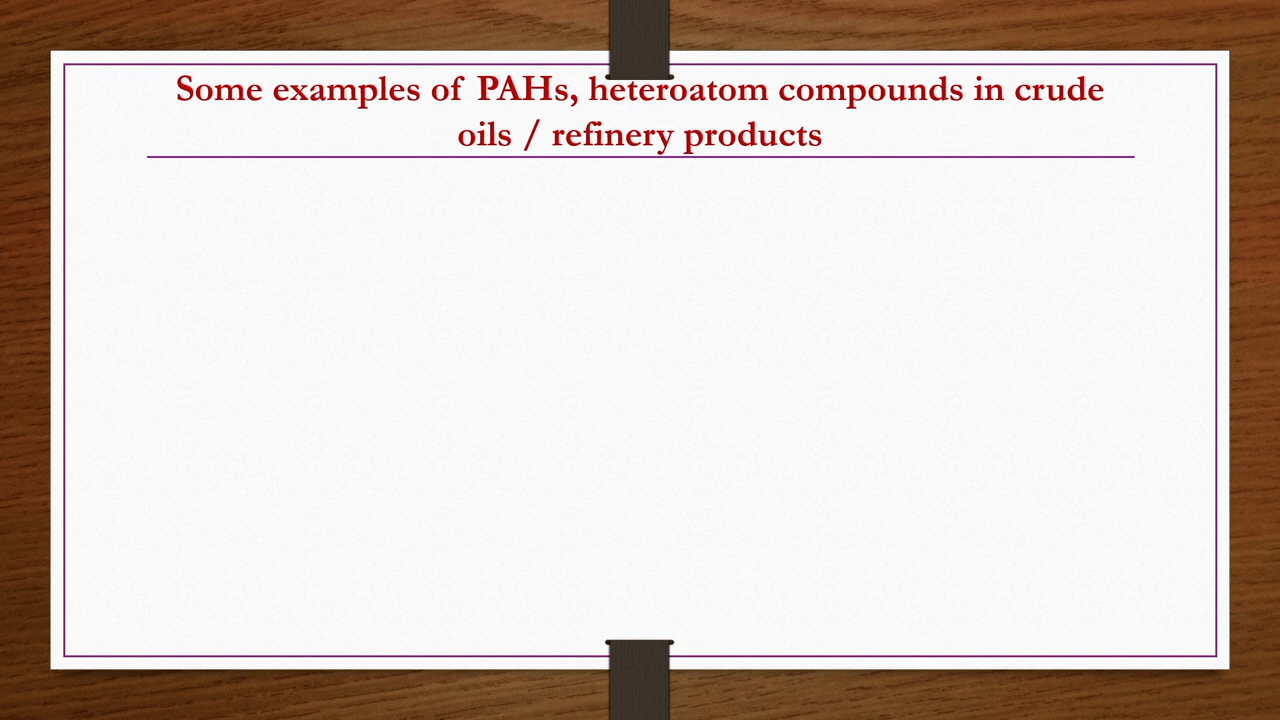 Some examples of PAHs, heteroatom compounds in crude
oils / refinery products